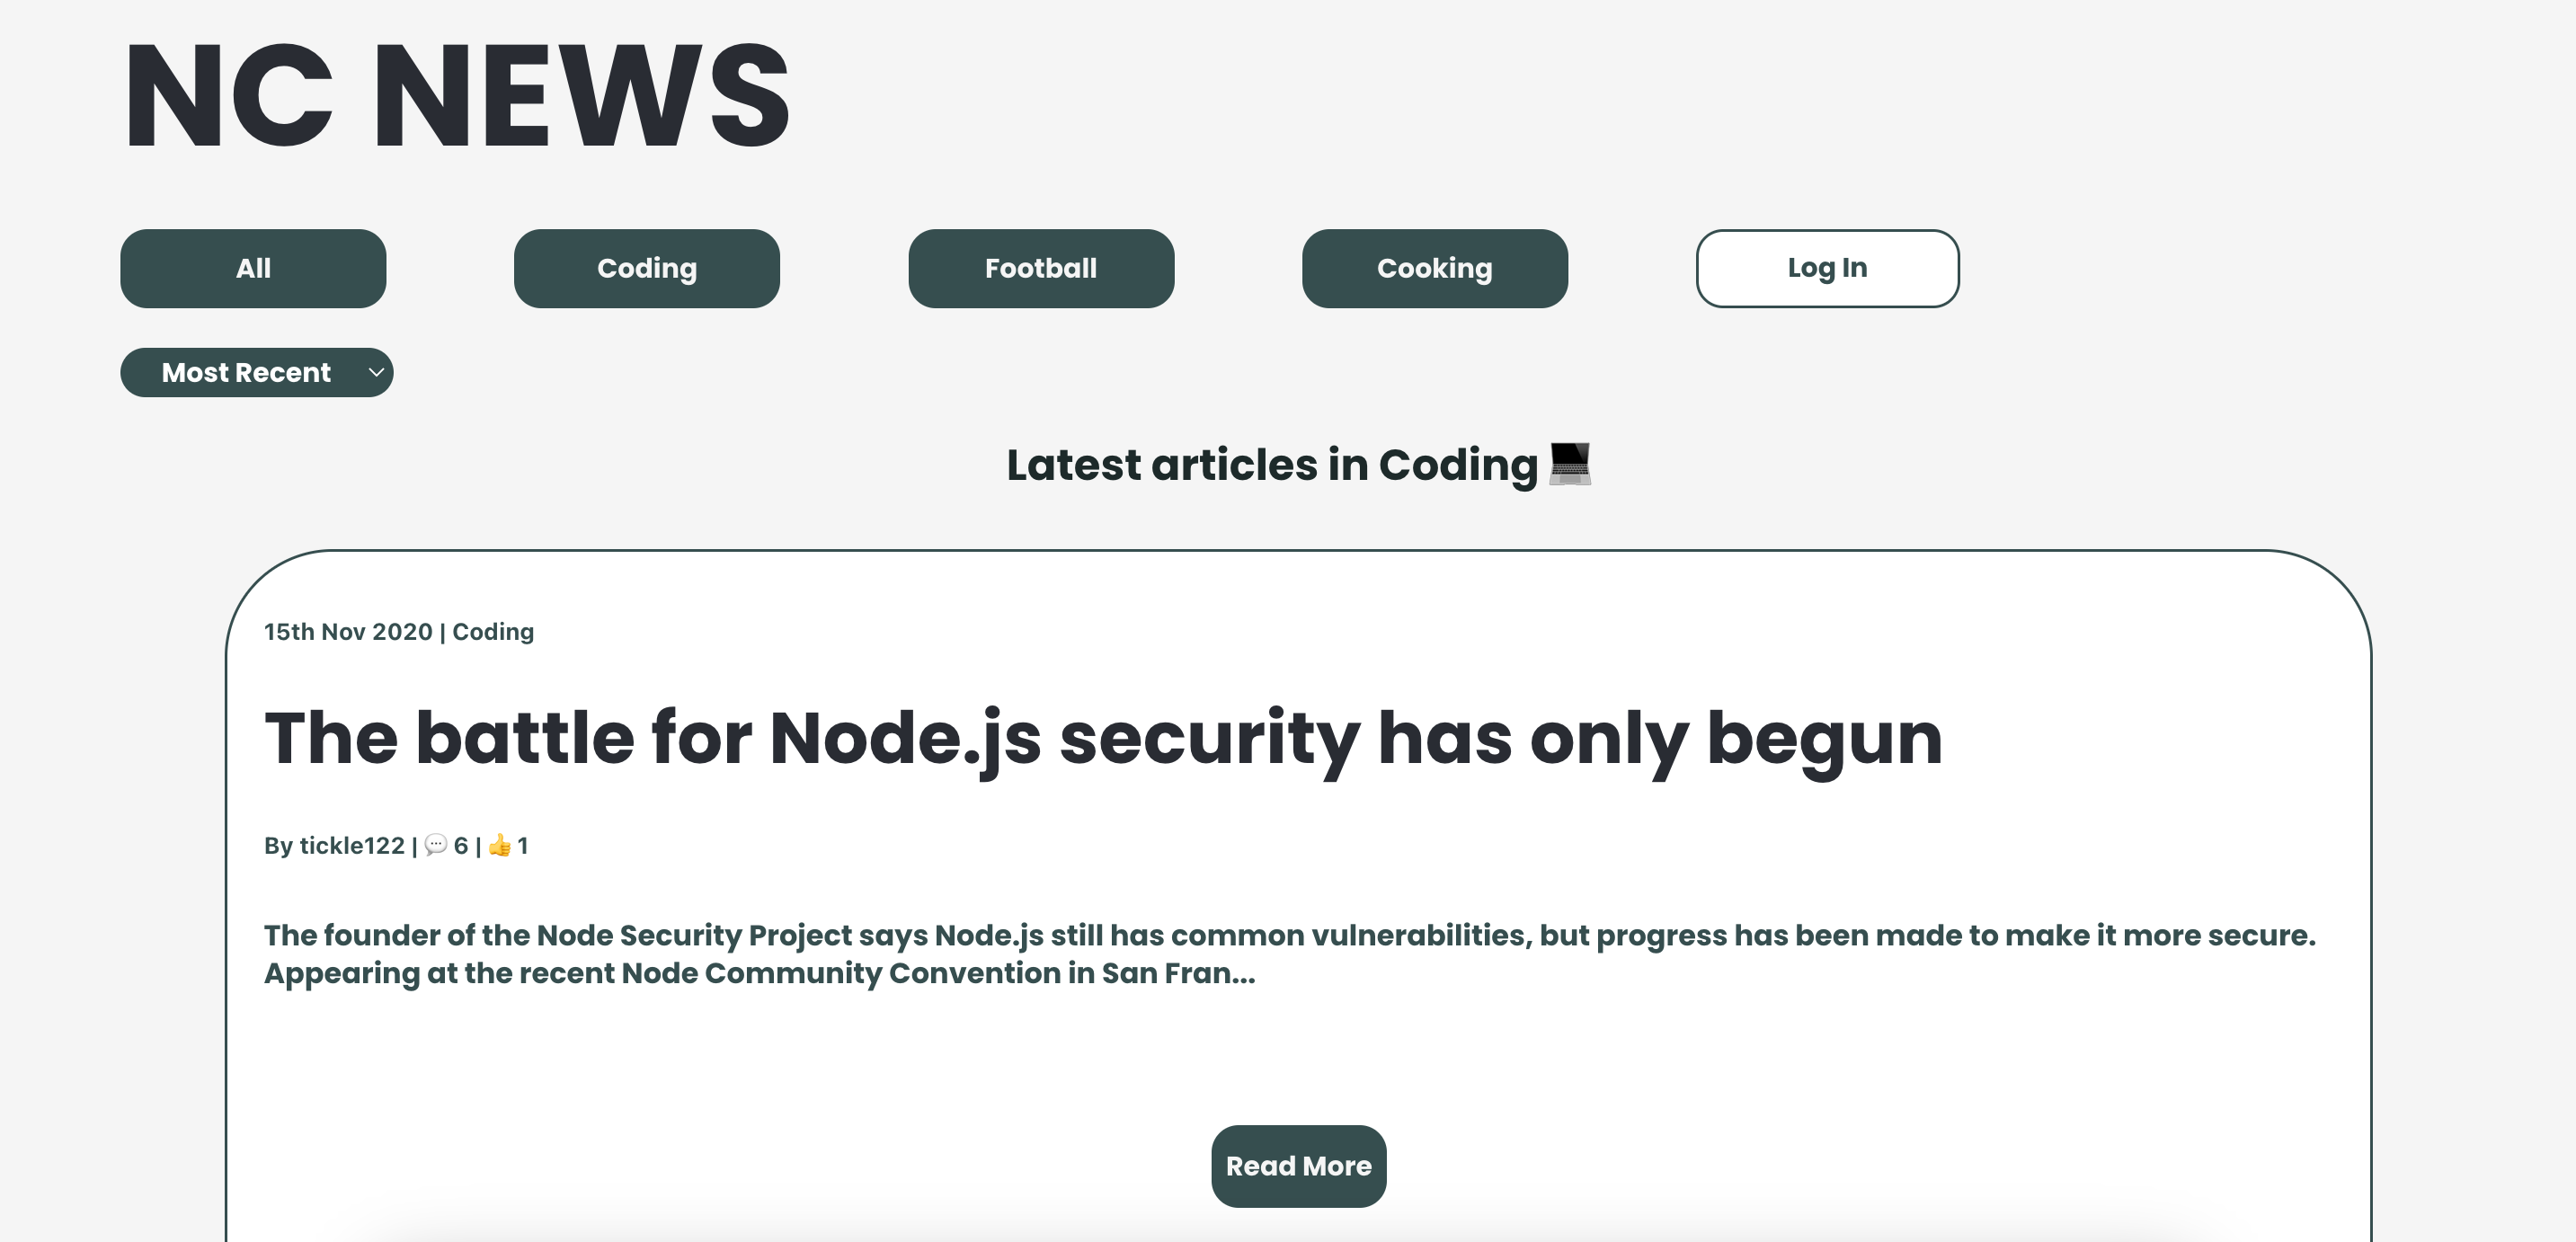 NC NEWS
All
Coding
Football
Cooking
Log In
Most Recent
Latest articles in Coding 💻
15th Nov 2020 | Coding
The battle for Node.js security has only begun
By tickle122 | 💬 6 | 👍 1
The founder of the Node Security Project says Node.js still has common vulnerabilities, but progress has been made to make it more secure.
Appearing at the recent Node Community Convention in San Fran...
Read More